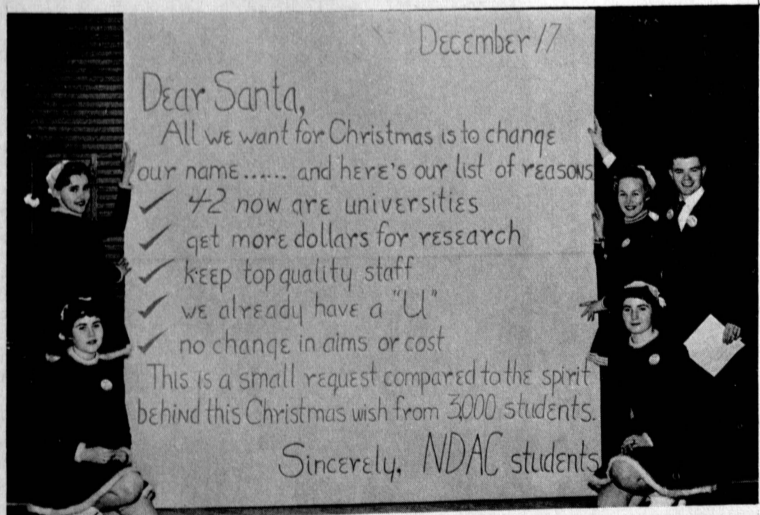 December 17
Dear Santa,
All we want for Christmas is to change
our name...... and here's our list of reasons
✓ 42 now are universities
✓ get more dollars for research
✓ keep top quality staff
✓ we already have a "U"
✓ no change in aims or cost
This is a small request compared to the spirit
behind this Christmas wish from 3,000 students.
Sincerely, NDAC students